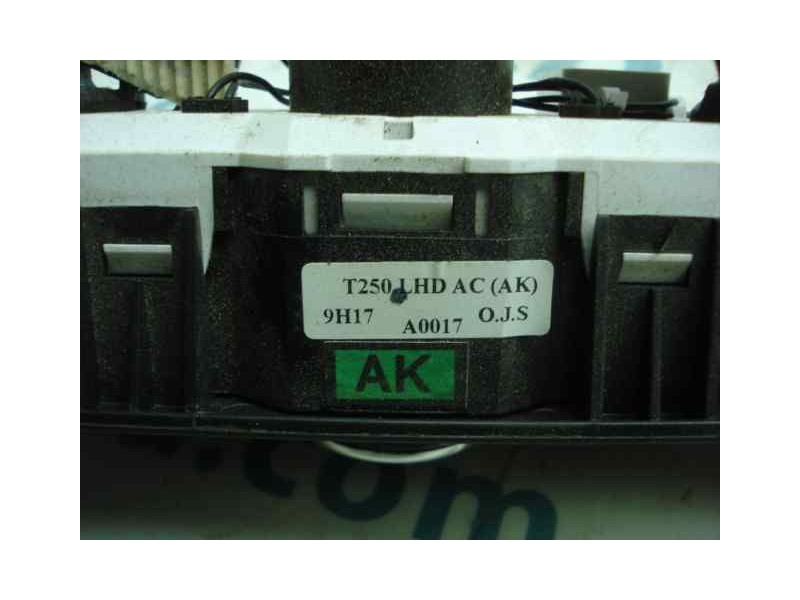 T250 LHD AC (AK)
9H17 A0017 O.J.S
AK
.com